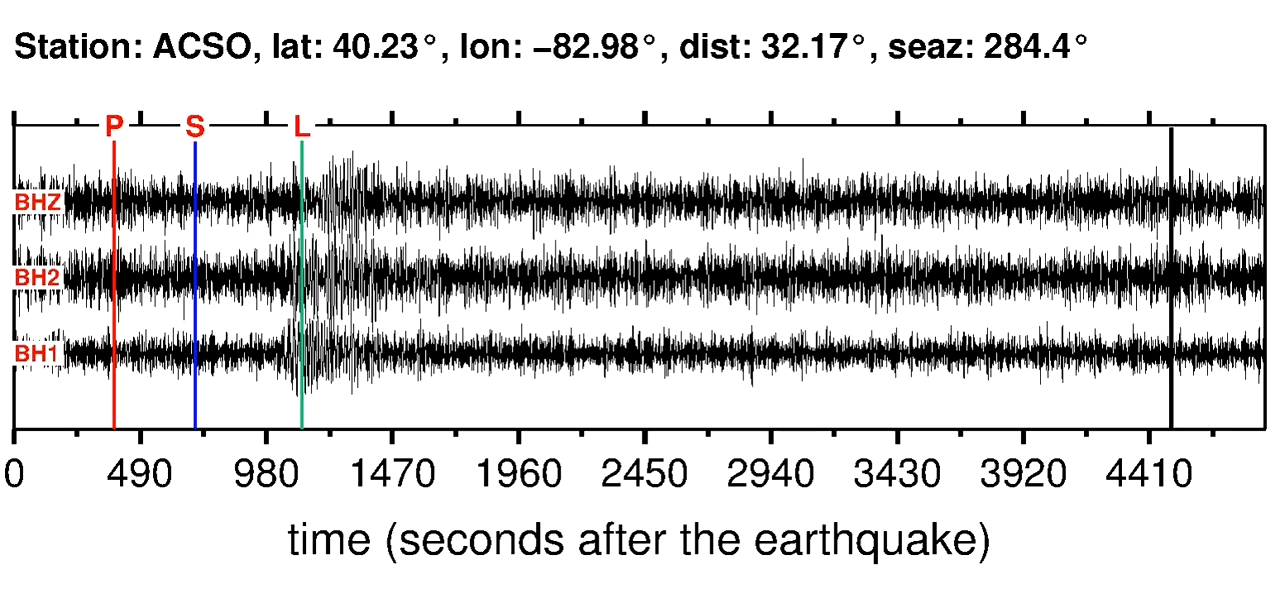 Station: ACSO, lat: 40.23°, lon: −82.98°, dist: 32.17°, seaz: 284.4°
P S L
BHZ
BH2
BH1
0 490 980 1470 1960 2450 2940 3430 3920 4410
time (seconds after the earthquake)